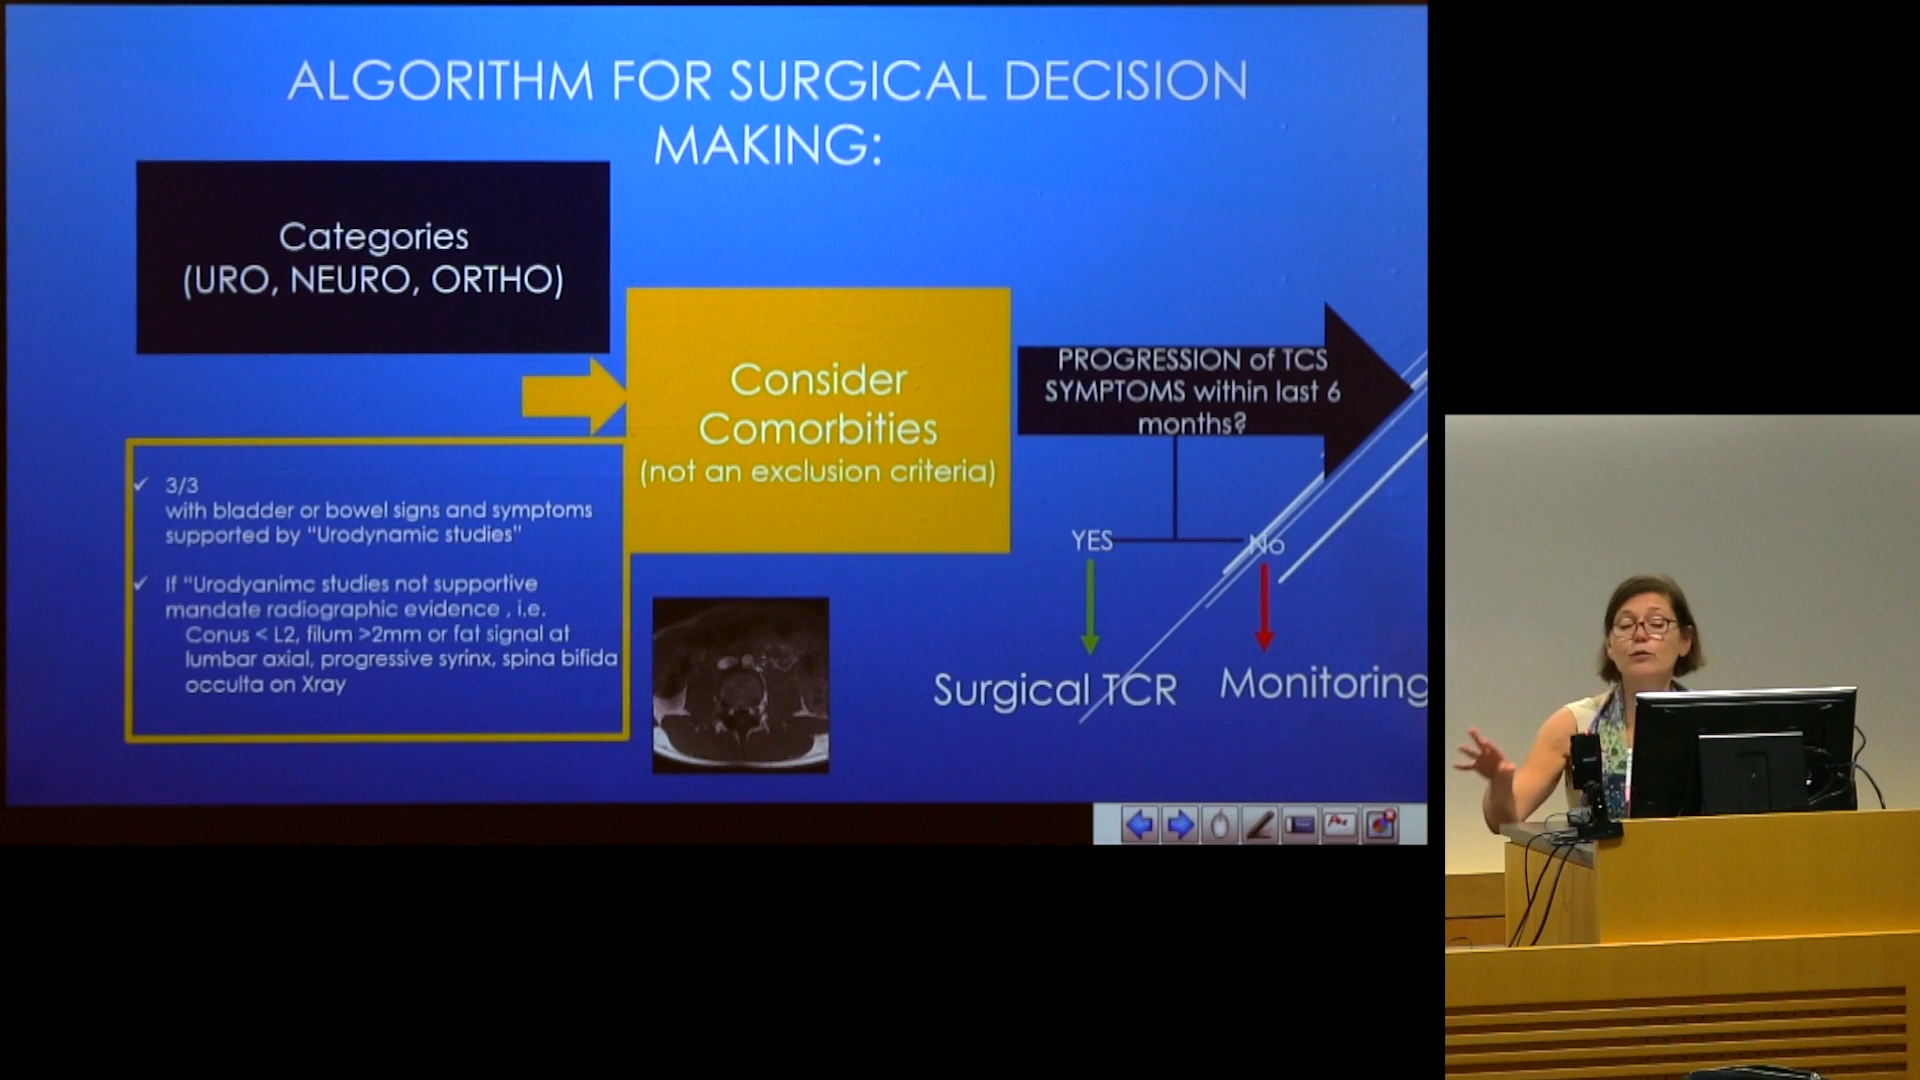 ALGORITHM FOR SURGICAL DECISION
MAKING:
Categories
(URO, NEURO, ORTHO)
✓ 3/3
with bladder or bowel signs and symptoms
supported by "Urodynamic studies"
✓ If "Urodyanimc studies not supportive
mandate radiographic evidence , i.e.
Conus < L2, filum >2mm or fat signal at
lumbar axial, progressive syrinx, spina bifida
occulta on Xray
Consider
Comorbities
(not an exclusion criteria)
PROGRESSION of TCS
SYMPTOMS within last 6
months?
YES
No
Surgical TCR
Monitoring